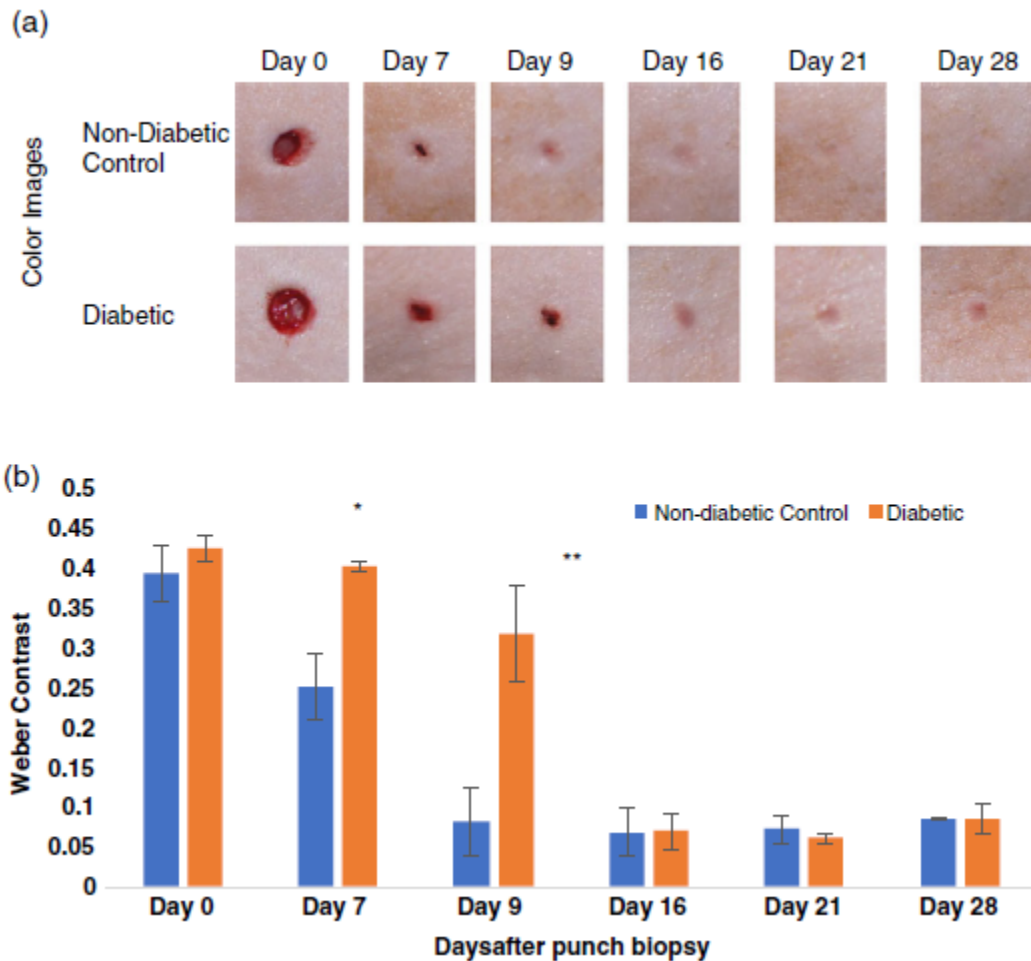 (a)
Day 0 Day 7 Day 9 Day 16 Day 21 Day 28
Non-Diabetic
Control
Color Images
Diabetic
(b)
0.5
0.45
0.4
0.35
0.3
0.25
0.2
0.15
0.1
0.05
0
Weber Contrast
* **
Non-diabetic Control Diabetic
Day 0 Day 7 Day 9 Day 16 Day 21 Day 28
Daysafter punch biopsy